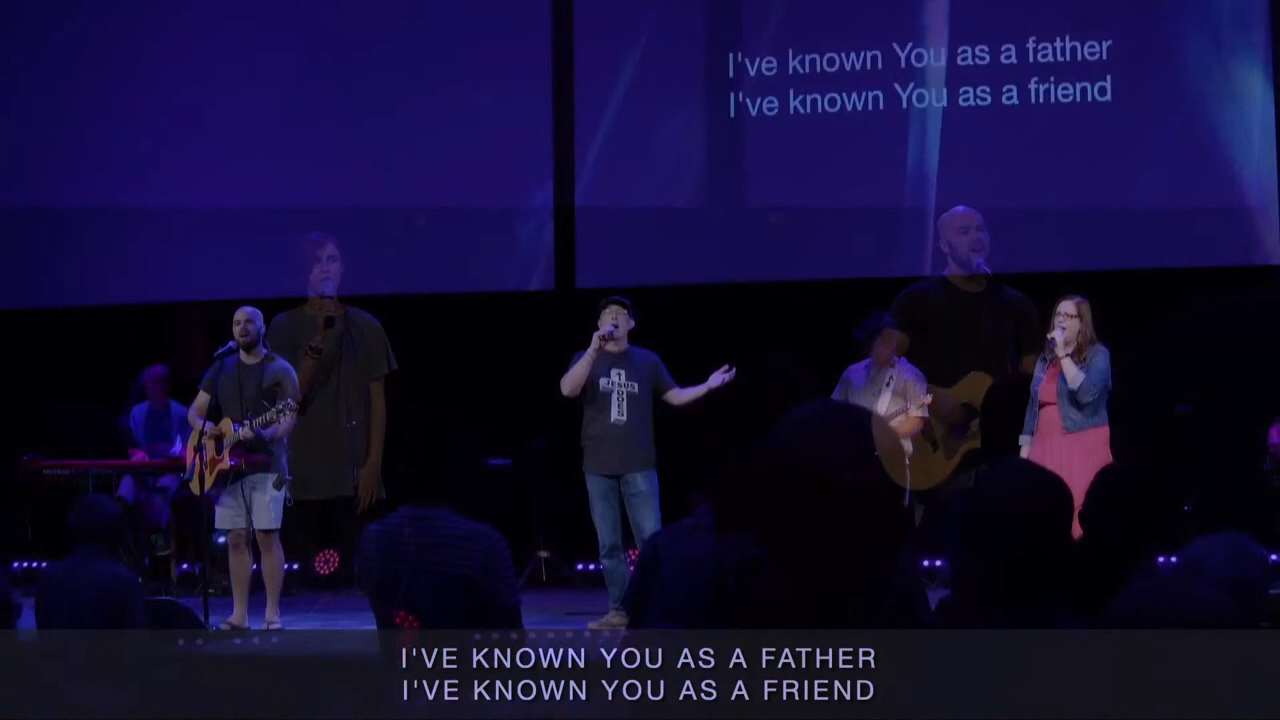 I've known You as a father
I've known You as a friend
JESUS
DOES
I'VE KNOWN YOU AS A FATHER
I'VE KNOWN YOU AS A FRIEND